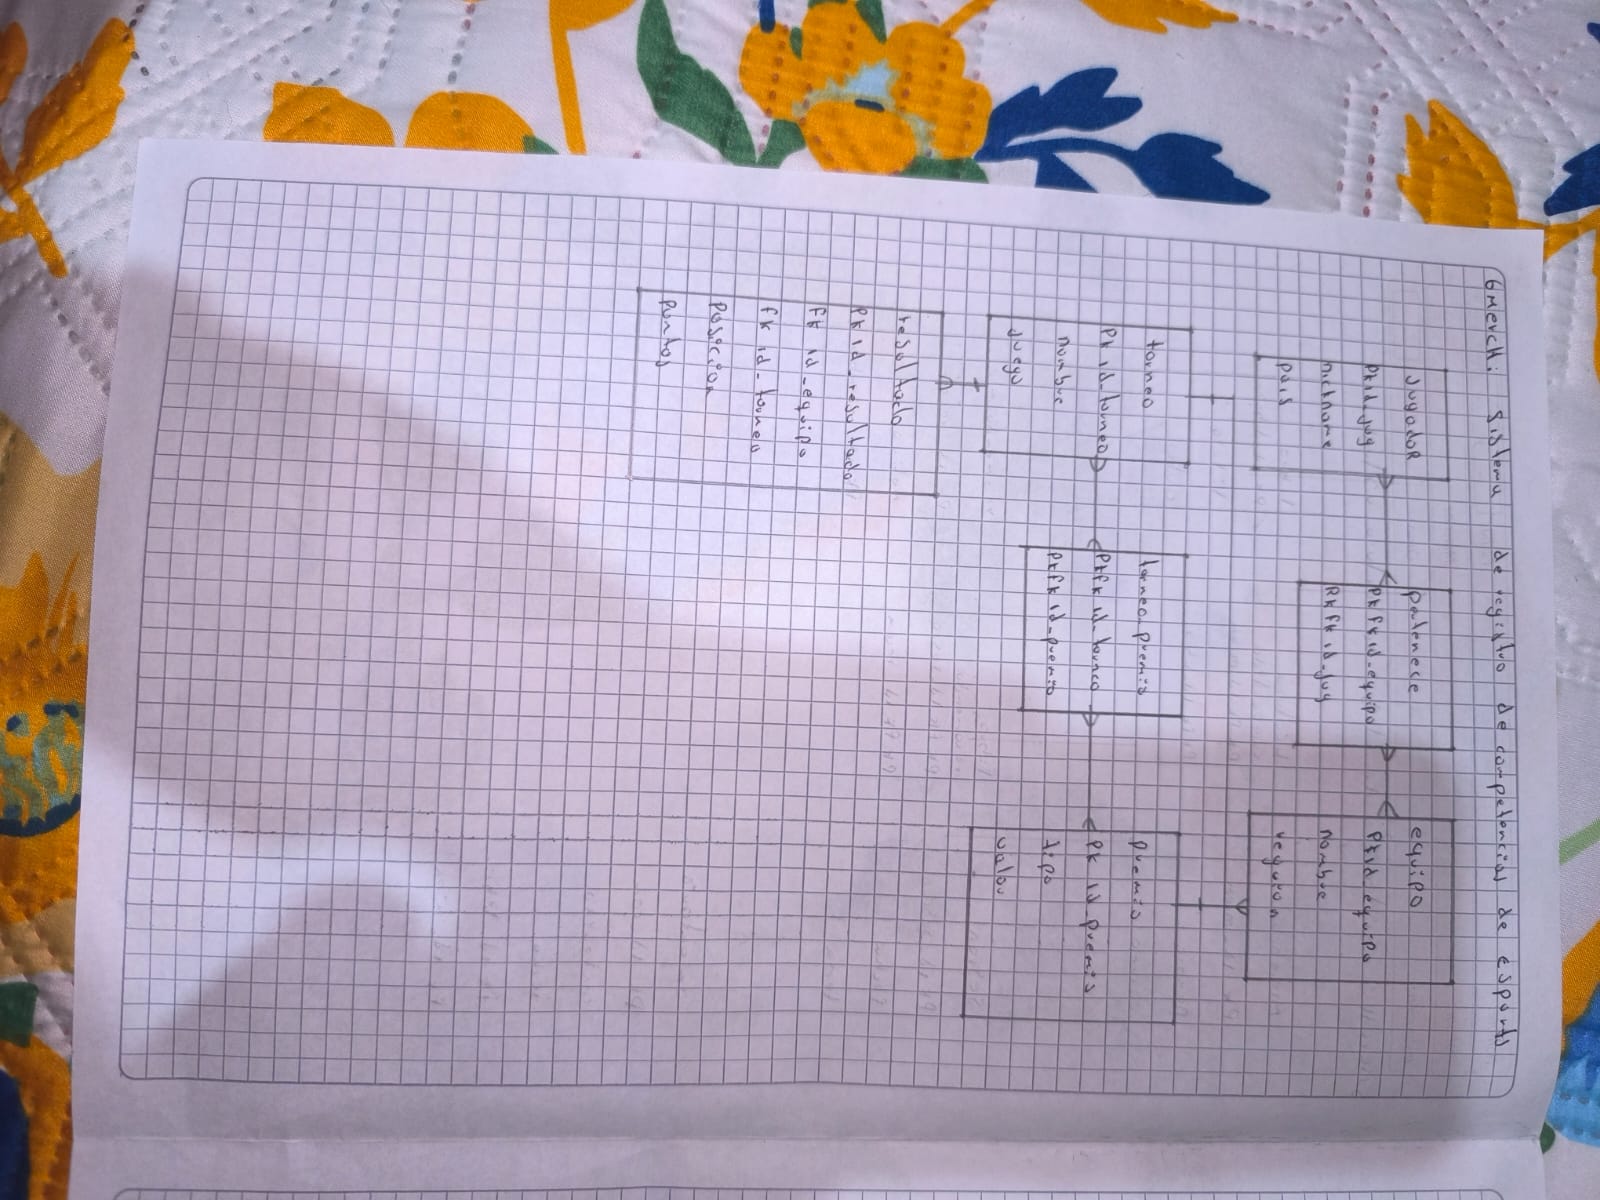 GMerch: Sistema de registro de competencias de esports
Jugador
PK id_jug
nickname
pais
pertenece
PK fk id_equipo
PK fk id_jug
equipo
PK id_equipo
nombre
region
torneo
PK id_torneo
nombre
juego
torneo_premio
PK fk id_torneo
PK fk id_premio
premio
PK id_premios
tipo
valor
resultado
PK id_resultado
fk id_equipo
fk id_torneo
posicion
puntos